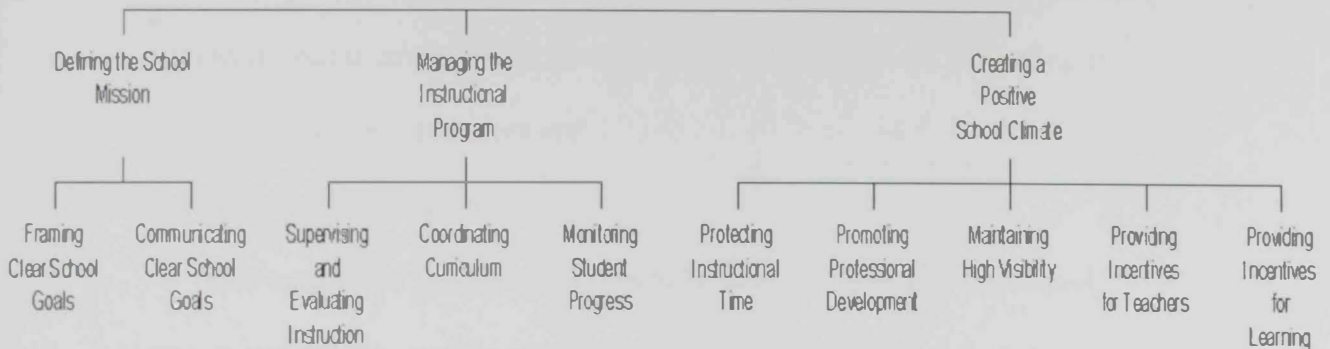 Defining the School
Mission
Managing the
Instructional
Program
Creating a
Positive
School Climate
Framing
Clear School
Goals
Communicating
Clear School
Goals
Supervising
and
Evaluating
Instruction
Coordinating
Curriculum
Monitoring
Student
Progress
Protecting
Instructional
Time
Promoting
Professional
Development
Maintaining
High Visibility
Providing
Incentives
for Teachers
Providing
Incentives
for
Learning